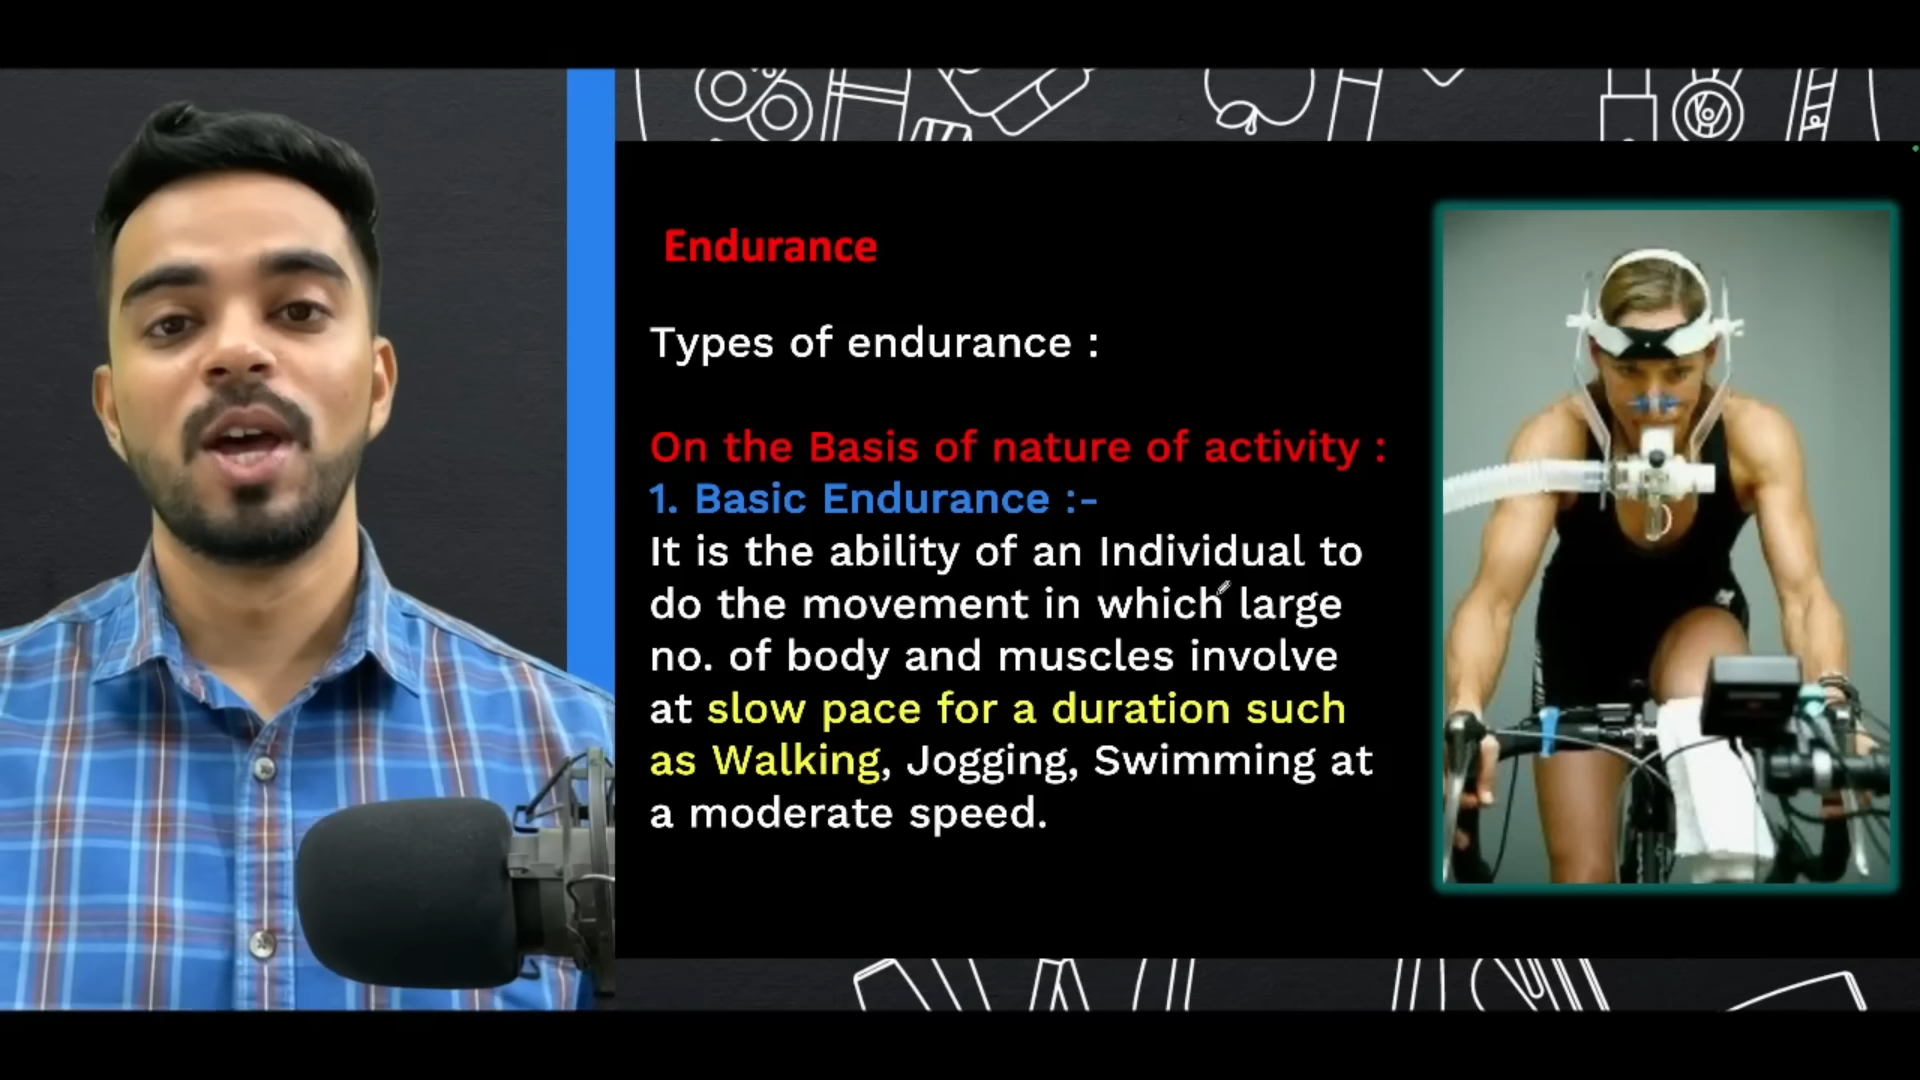 Endurance
Types of endurance :
On the Basis of nature of activity :
1. Basic Endurance :-
It is the ability of an Individual to
do the movement in which large
no. of body and muscles involve
at slow pace for a duration such
as Walking, Jogging, Swimming at
a moderate speed.